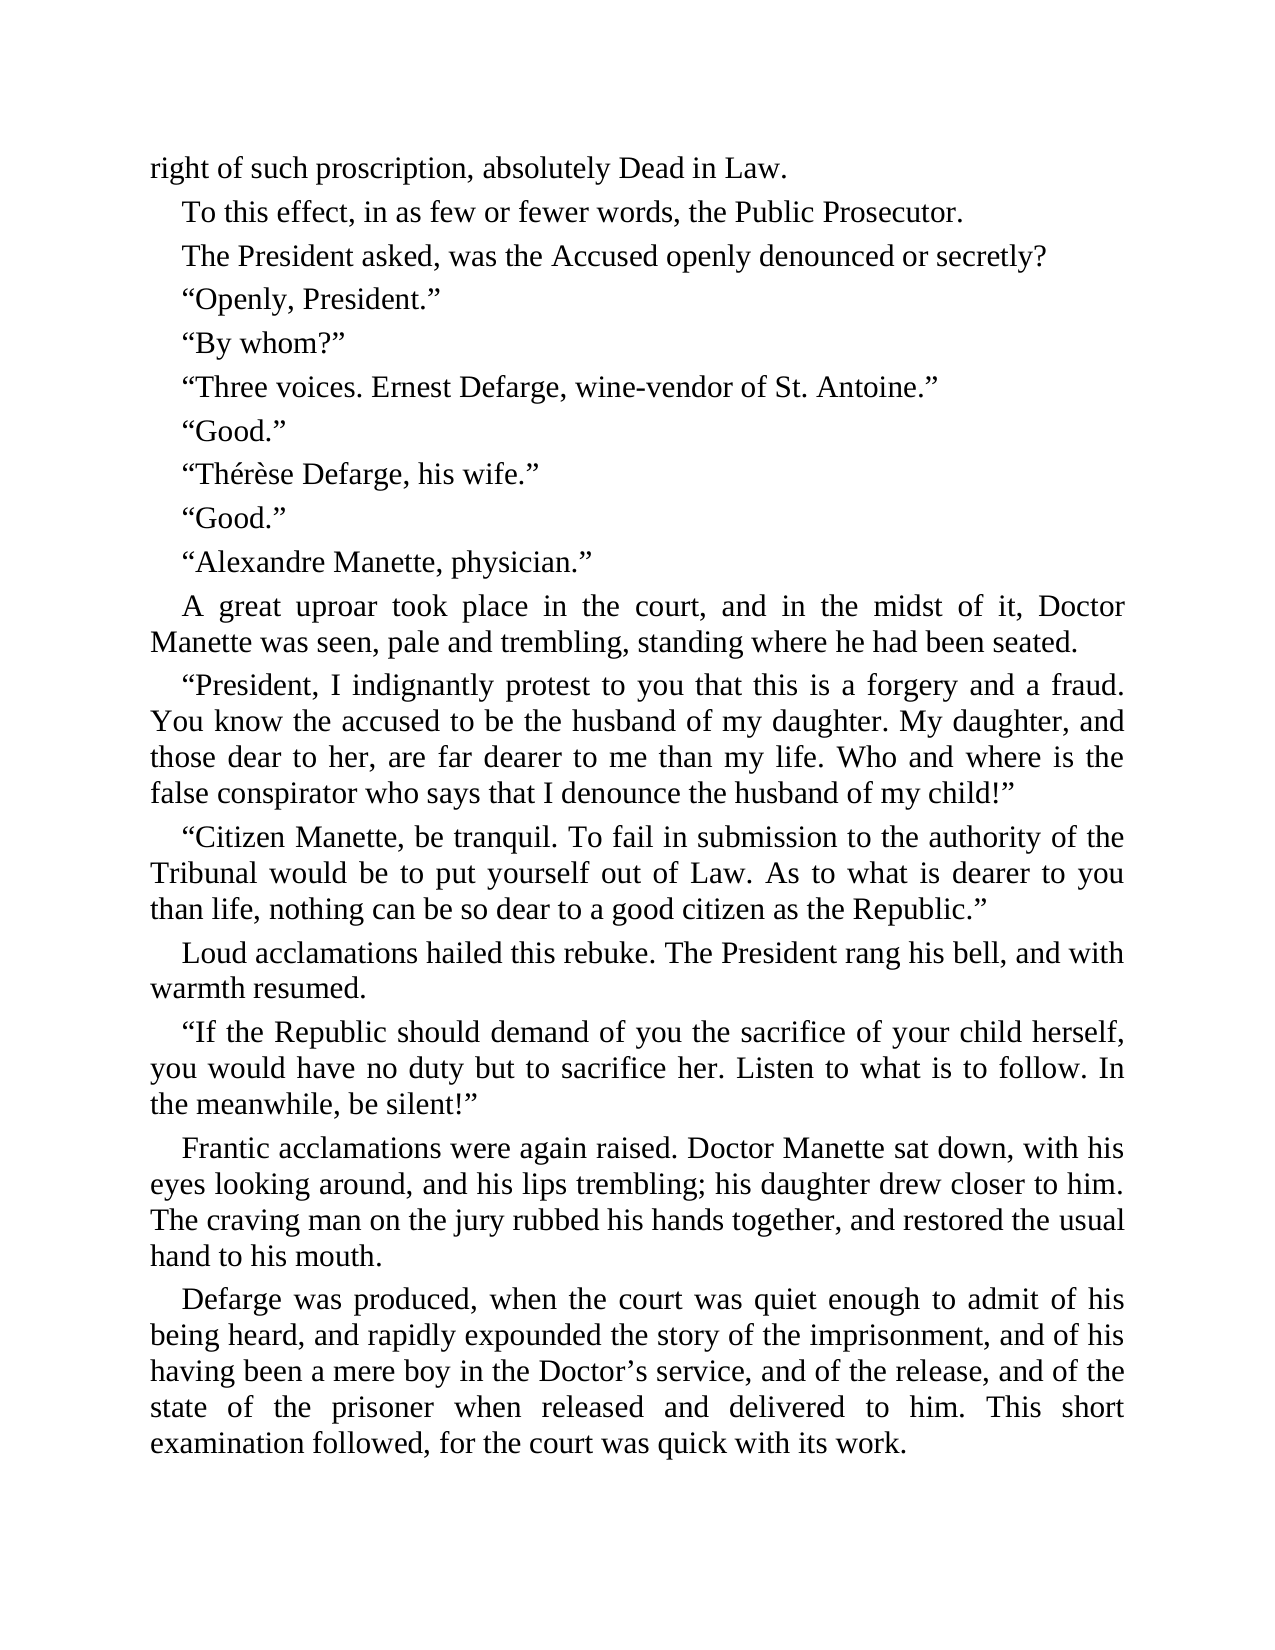 right of such proscription, absolutely Dead in Law.
To this effect, in as few or fewer words, the Public Prosecutor.
The President asked, was the Accused openly denounced or secretly?
“Openly, President.”
“By whom?”
“Three voices. Ernest Defarge, wine-vendor of St. Antoine.”
“Good.”
“Thérèse Defarge, his wife.”
“Good.”
“Alexandre Manette, physician.”
A great uproar took place in the court, and in the midst of it, Doctor
Manette was seen, pale and trembling, standing where he had been seated.
“President, I indignantly protest to you that this is a forgery and a fraud.
You know the accused to be the husband of my daughter. My daughter, and
those dear to her, are far dearer to me than my life. Who and where is the
false conspirator who says that I denounce the husband of my child!”
“Citizen Manette, be tranquil. To fail in submission to the authority of the
Tribunal would be to put yourself out of Law. As to what is dearer to you
than life, nothing can be so dear to a good citizen as the Republic.”
Loud acclamations hailed this rebuke. The President rang his bell, and with
warmth resumed.
“If the Republic should demand of you the sacrifice of your child herself,
you would have no duty but to sacrifice her. Listen to what is to follow. In
the meanwhile, be silent!”
Frantic acclamations were again raised. Doctor Manette sat down, with his
eyes looking around, and his lips trembling; his daughter drew closer to him.
The craving man on the jury rubbed his hands together, and restored the usual
hand to his mouth.
Defarge was produced, when the court was quiet enough to admit of his
being heard, and rapidly expounded the story of the imprisonment, and of his
having been a mere boy in the Doctor’s service, and of the release, and of the
state of the prisoner when released and delivered to him. This short
examination followed, for the court was quick with its work.